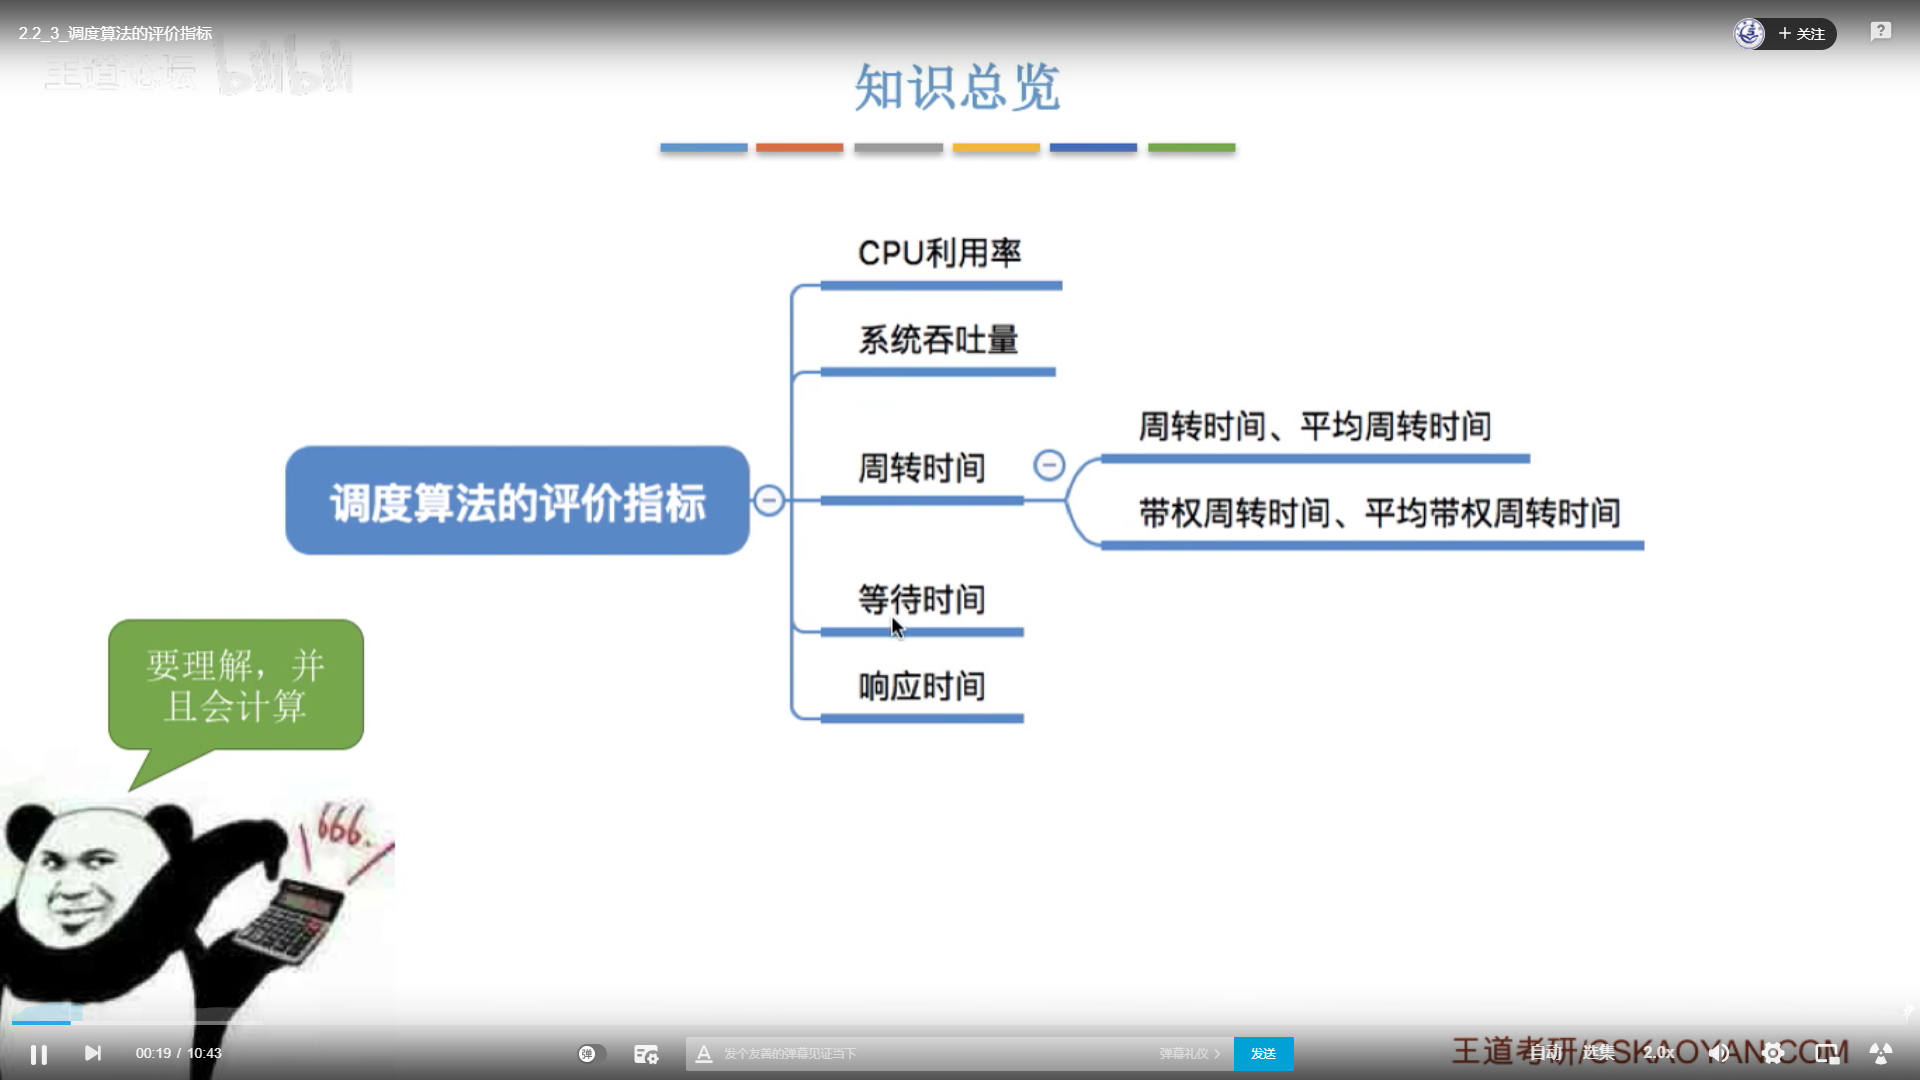 2.2_3_调度算法的评价指标
+ 关注
王道论坛 bilibili
知识总览
CPU利用率
系统吞吐量
周转时间、平均周转时间
周转时间
调度算法的评价指标
带权周转时间、平均带权周转时间
等待时间
响应时间
要理解，并
且会计算
666.
00:19 / 10:43
弹
A 发个友善的弹幕见证当下
弹幕礼仪 >
发送
王道考研/CSKAOYAN.COM
自动 选集 2.0x